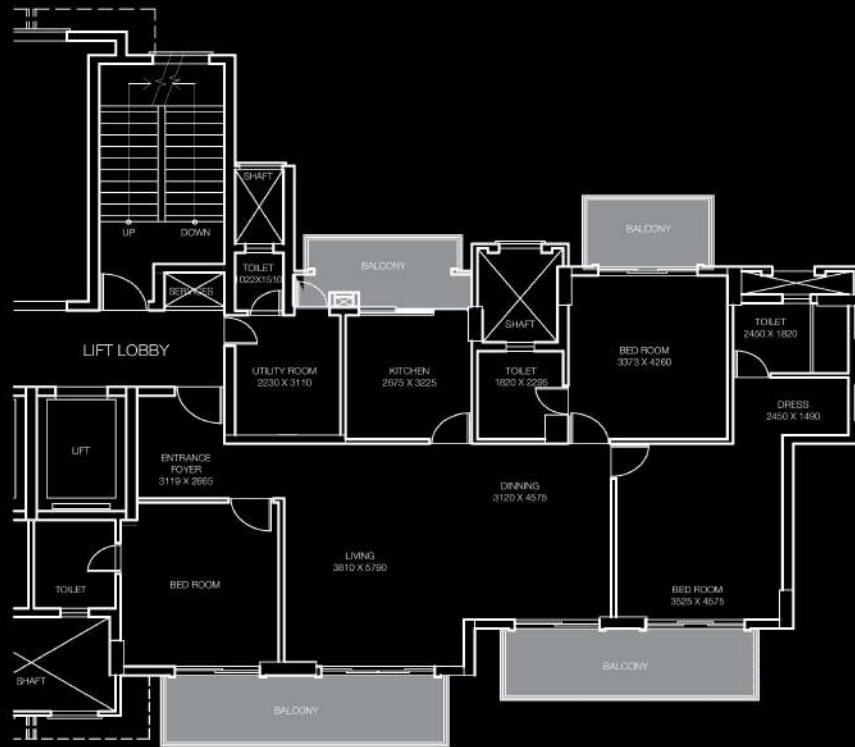 SHAFT
UP
DOWN
BALCONY
BALCONY
TOILET
1022X1510
SERVICES
SHAFT
TOILET
2450 X 1820
LIFT LOBBY
UTILITY ROOM
2230 X 3110
KITCHEN
2675 X 3225
TOILET
1820 X 2295
BED ROOM
3373 X 4260
DRESS
2450 X 1490
LIFT
ENTRANCE
FOYER
3119 X 2665
DINNING
3120 X 4575
LIVING
3810 X 5790
BED ROOM
TOILET
BED ROOM
3525 X 4575
SHAFT
BALCONY
BALCONY